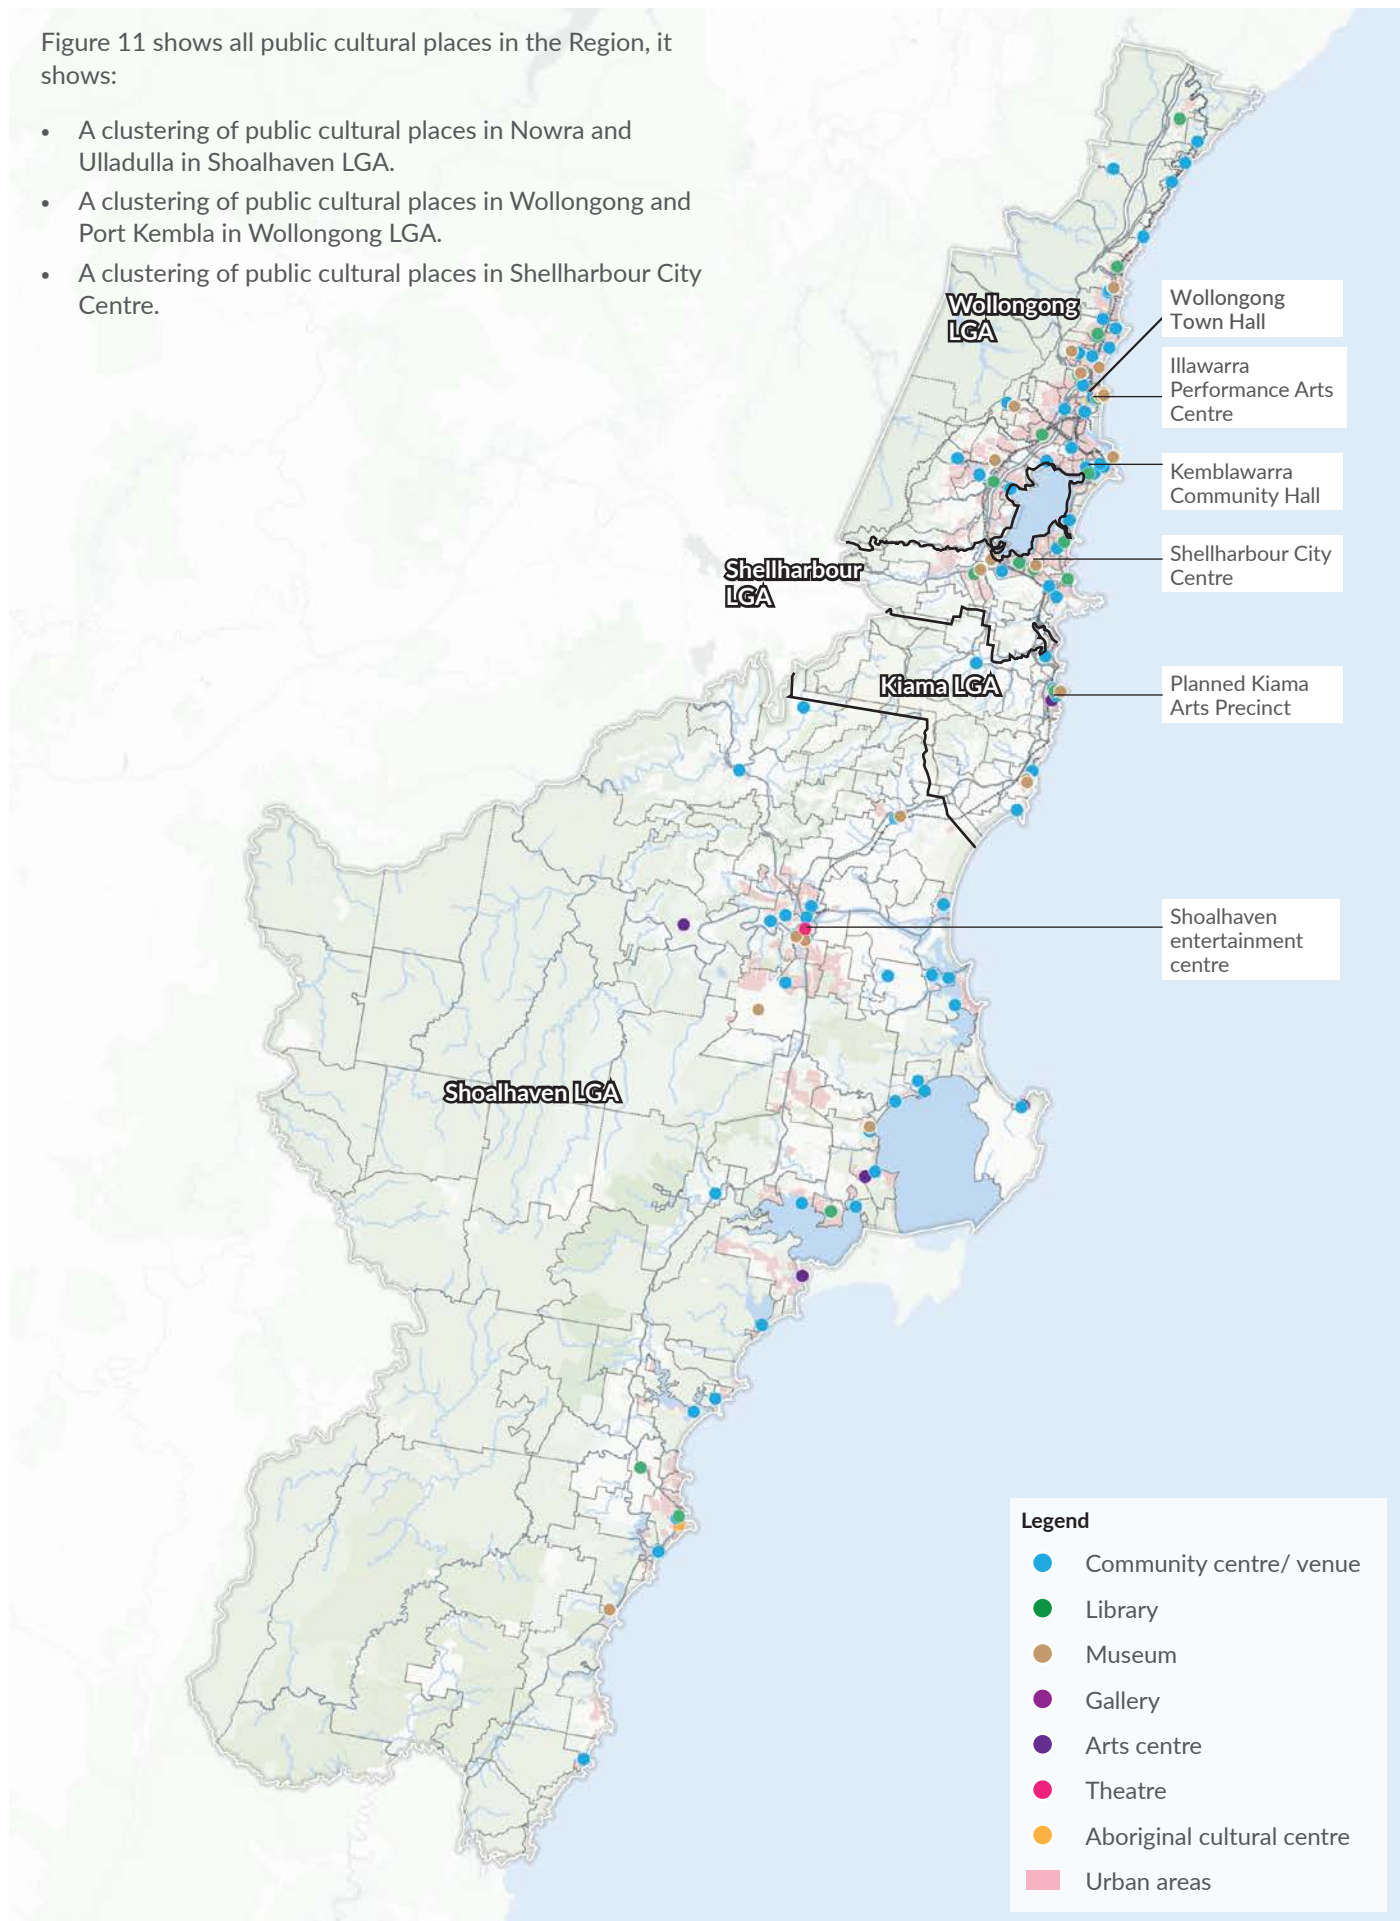 Figure 11 shows all public cultural places in the Region, it
shows:
• A clustering of public cultural places in Nowra and
Ulladulla in Shoalhaven LGA.
• A clustering of public cultural places in Wollongong and
Port Kembla in Wollongong LGA.
• A clustering of public cultural places in Shellharbour City
Centre.
Wollongong
LGA
Wollongong
Town Hall
Illawarra
Performance Arts
Centre
Kemblawarra
Community Hall
Shellharbour City
Centre
Shellharbour
LGA
Kiama LGA
Planned Kiama
Arts Precinct
Shoalhaven
entertainment
centre
Shoalhaven LGA
Legend
Community centre/ venue
Library
Museum
Gallery
Arts centre
Theatre
Aboriginal cultural centre
Urban areas